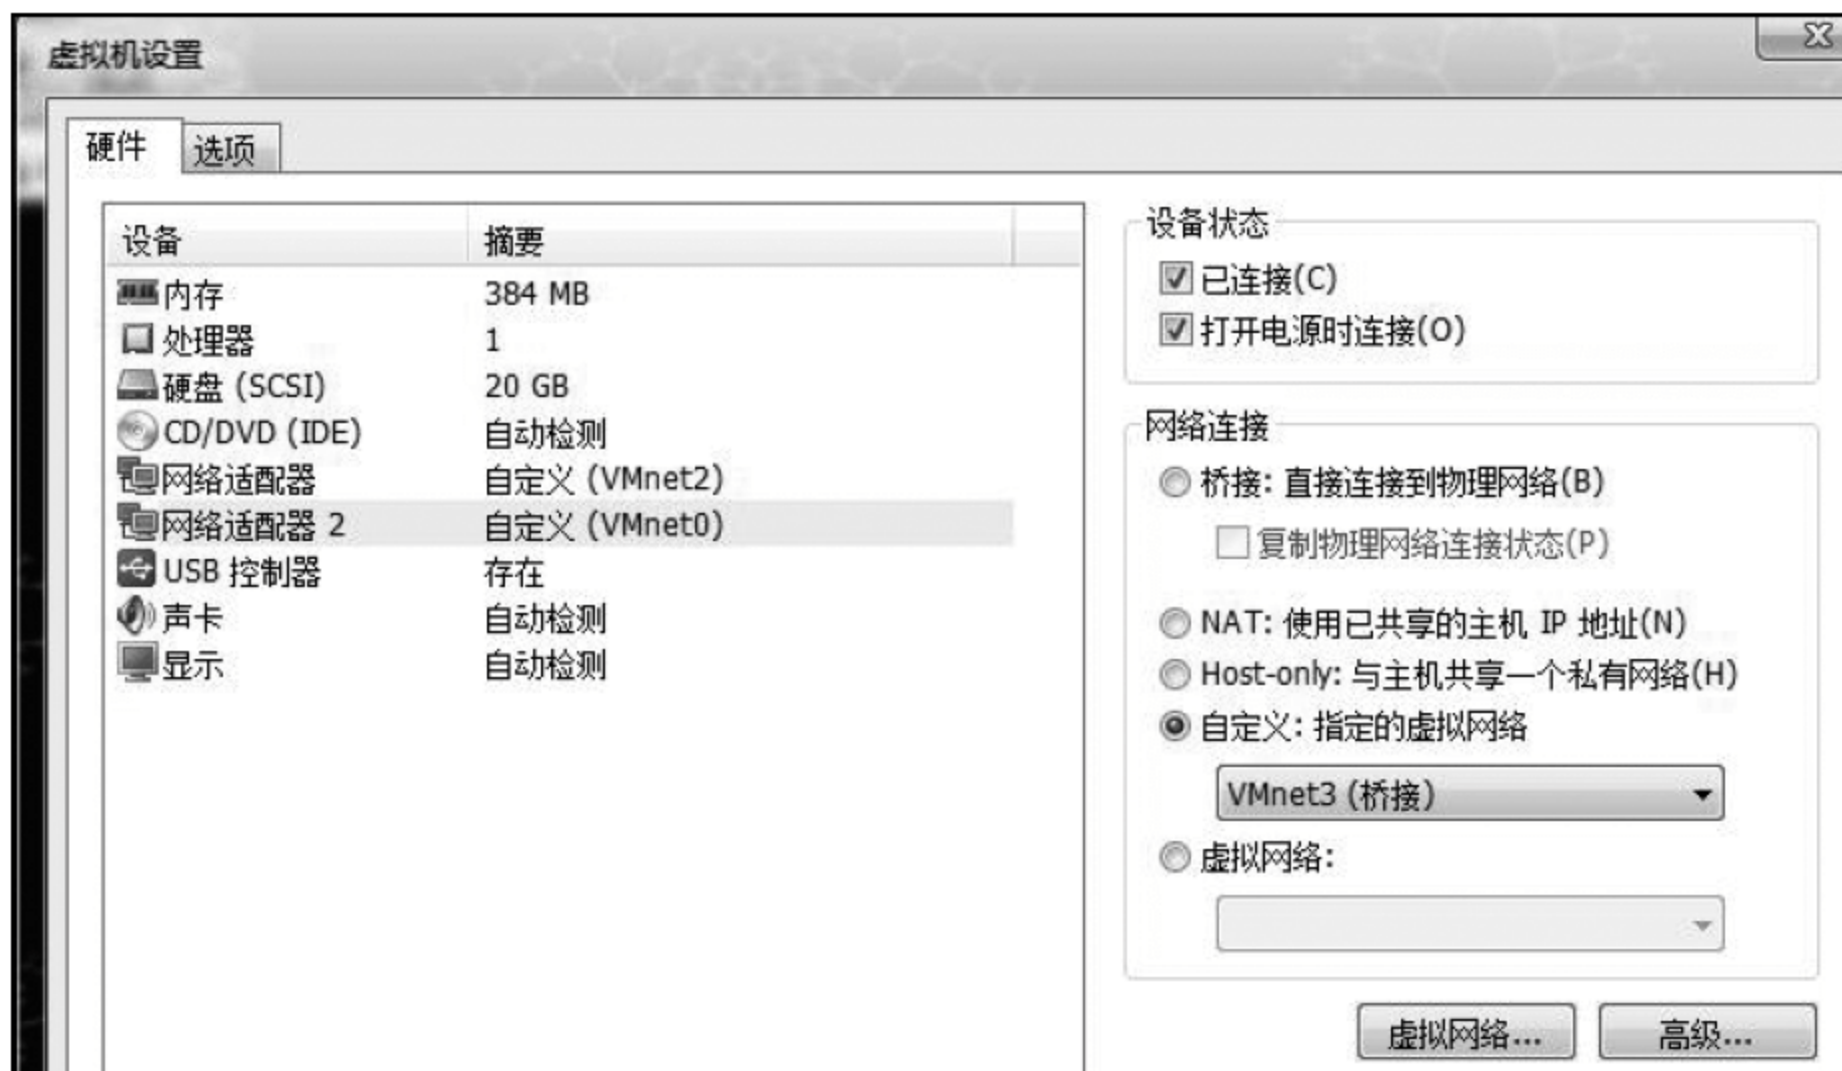 虚拟机设置
硬件 选项
设备 摘要
内存 384 MB
处理器 1
硬盘 (SCSI) 20 GB
CD/DVD (IDE) 自动检测
网络适配器 自定义 (VMnet2)
网络适配器 2 自定义 (VMnet0)
USB 控制器 存在
声卡 自动检测
显示 自动检测
设备状态
已连接(C)
打开电源时连接(O)
网络连接
桥接: 直接连接到物理网络(B)
复制物理网络连接状态(P)
NAT: 使用已共享的主机 IP 地址(N)
Host-only: 与主机共享一个私有网络(H)
自定义: 指定的虚拟网络
VMnet3 (桥接)
虚拟网络:
虚拟网络... 高级...